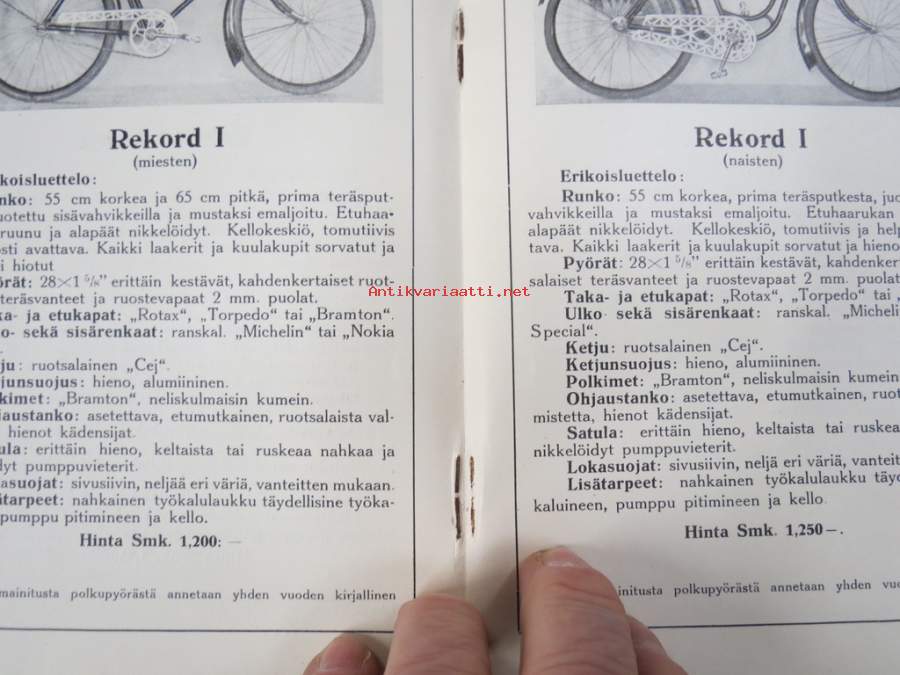 Rekord I
(miesten)
koisluettelo:
nko: 55 cm korkea ja 65 cm pitkä, prima teräsput-
uotettu sisävahvikkeilla ja mustaksi emaljoitu. Etuhaa-
ruunu ja alapäät nikkelöidyt. Kellokeskiö, tomutiivis
osti avattava. Kaikki laakerit ja kuulakupit sorvatut ja
i hiotut
örät: 28×1 5/8" erittäin kestävät, kahdenkertaiset ruot-
teräsvanteet ja ruostevapaat 2 mm. puolat.
ka- ja etukapat: „Rotax", „Torpedo" tai „Bramton".
o- sekä sisärenkaat: ranskal. „Michelin" tai „Nokia
.
ju: ruotsalainen „Cej".
junsuojus: hieno, alumiininen.
kimet: „Bramton", neliskulmaisin kumein.
jaustanko: asetettava, etumutkainen, ruotsalaista val-
hienot kädensijat.
ula: erittäin hieno, keltaista tai ruskeaa nahkaa ja
dyt pumppuvieterit.
asuojat: sivusiivin, neljää eri väriä, vanteitten mukaan.
ätarpeet: nahkainen työkalulaukku täydellisine työka-
pumppu pitimineen ja kello.
Hinta Smk. 1,200: —
mainitusta polkupyörästä annetaan yhden vuoden kirjallinen
Rekord I
(naisten)
Erikoisluettelo:
Runko: 55 cm korkea, prima teräsputkesta, juo
vahvikkeilla ja mustaksi emaljoitu. Etuhaarukan
alapäät nikkelöidyt. Kellokeskiö, tomutiivis ja help
tava. Kaikki laakerit ja kuulakupit sorvatut ja hieno
Pyörät: 28×1 5/8" erittäin kestävät, kahdenker
salaiset teräsvanteet ja ruostevapaat 2 mm. puolat
Taka- ja etukapat: „Rotax", „Torpedo" tai „
Ulko sekä sisärenkaat: ranskal. „Michelin
Special".
Ketju: ruotsalainen „Cej".
Ketjunsuojus: hieno, alumiininen.
Polkimet: „Bramton", neliskulmaisin kumein
Ohjaustanko: asetettava, etumutkainen, ruot
mistetta, hienot kädensijat.
Satula: erittäin hieno, keltaista tai ruskea
nikkelöidyt pumppuvieterit.
Lokasuojat: sivusiivin, neljä eri väriä, vanteit
Lisätarpeet: nahkainen työkalulaukku täyd
kaluineen, pumppu pitimineen ja kello.
Hinta Smk. 1,250—.
initusta polkupyörästä annetaan yhden vuo
Antikvariaatti.net